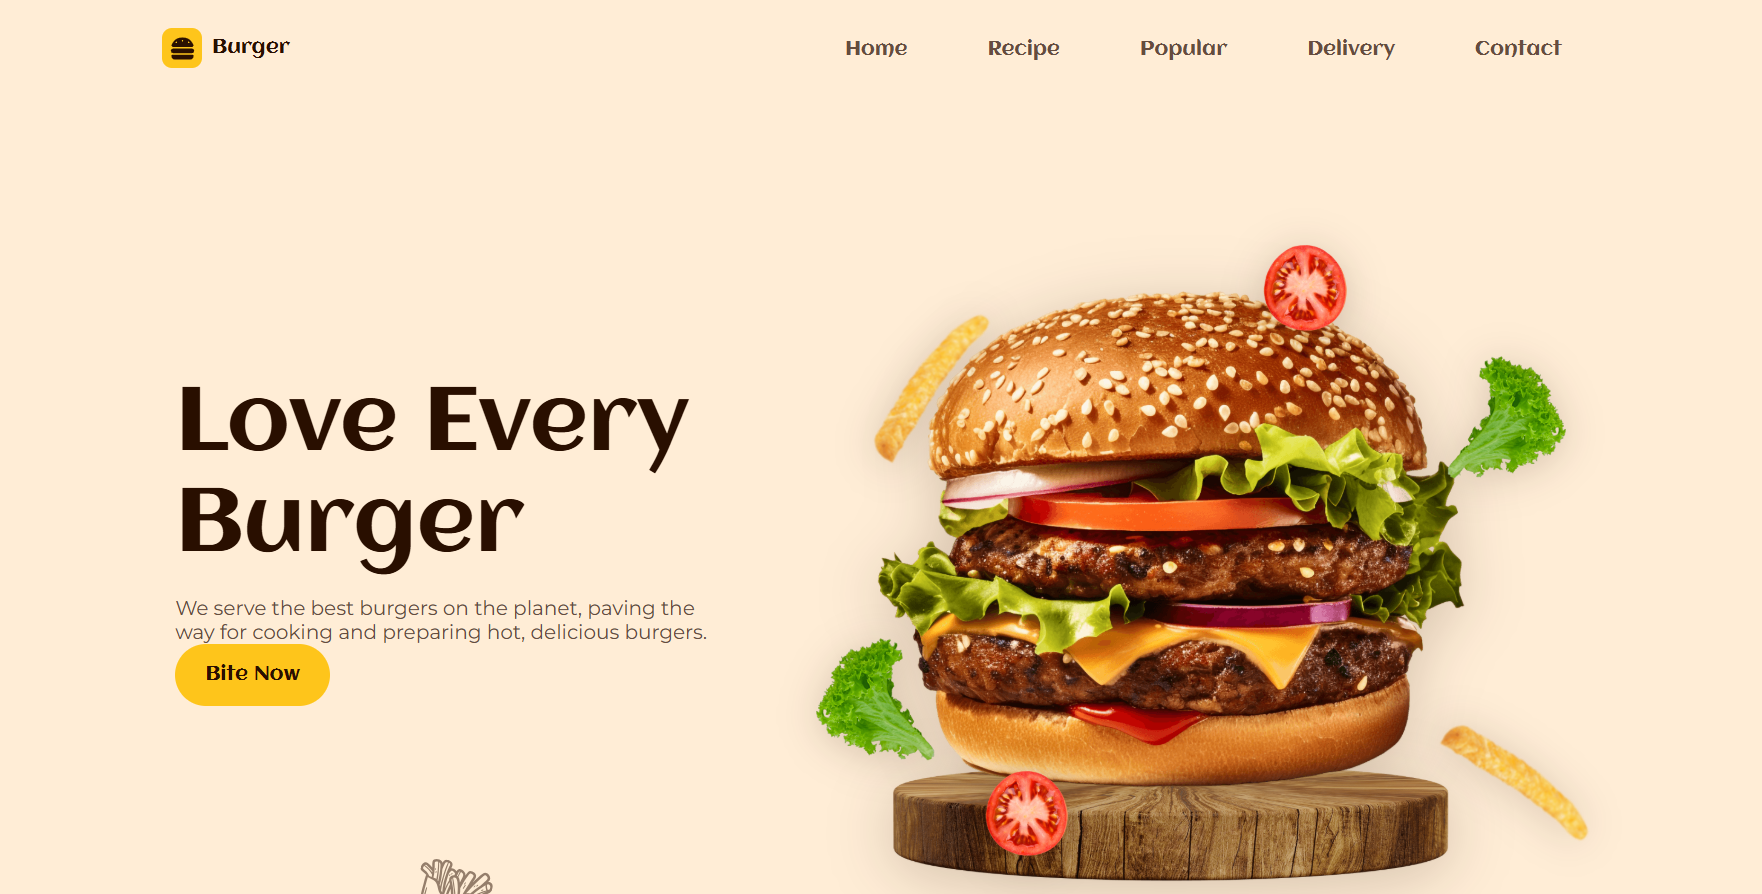 Burger
Home Recipe Popular Delivery Contact
Love Every
Burger
We serve the best burgers on the planet, paving the
way for cooking and preparing hot, delicious burgers.
Bite Now